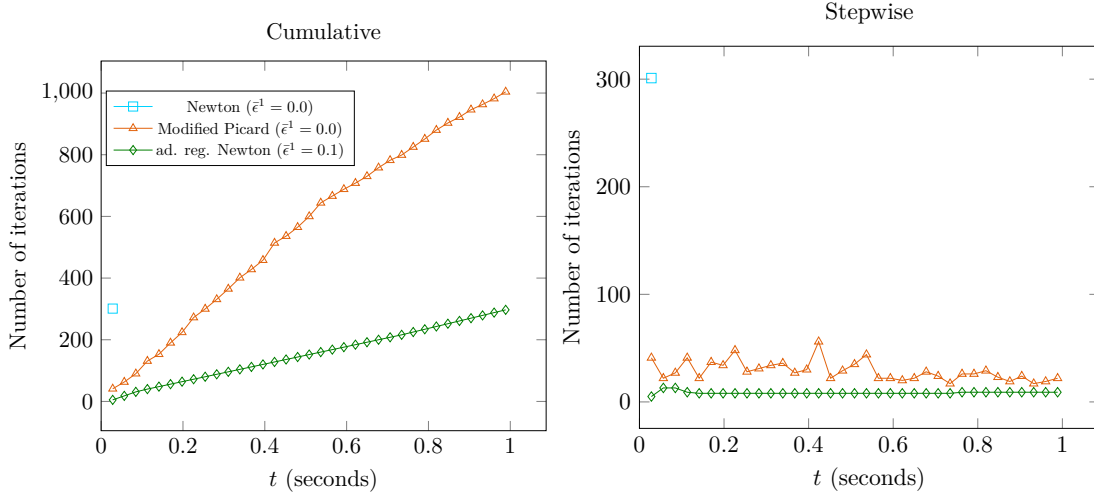 Cumulative
Number of iterations
1,000
800
600
400
200
0
Newton (ε̄¹ = 0.0)
Modified Picard (ε̄¹ = 0.0)
ad. reg. Newton (ε̄¹ = 0.1)
0 0.2 0.4 0.6 0.8 1
t (seconds)
Stepwise
Number of iterations
300
200
100
0
0 0.2 0.4 0.6 0.8 1
t (seconds)